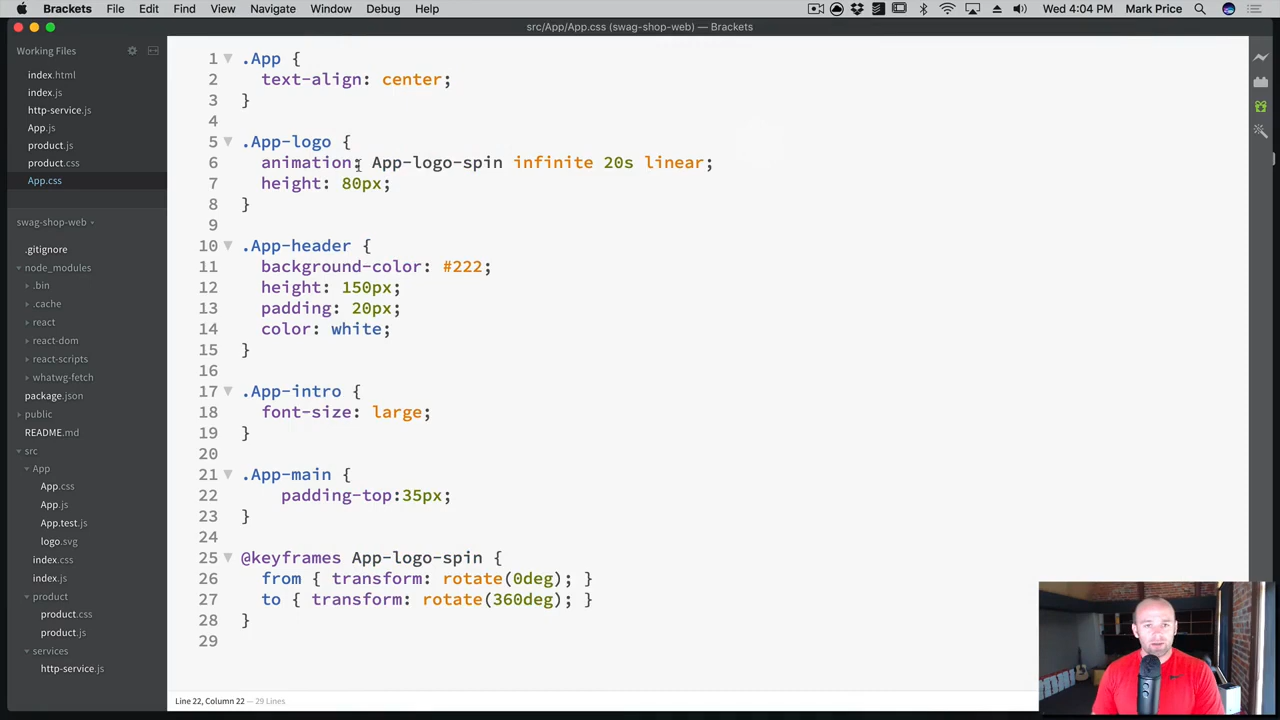 Brackets File Edit Find View Navigate Window Debug Help Wed 4:04 PM Mark Price
src/App/App.css (swag-shop-web) — Brackets
Working Files
index.html
index.js
http-service.js
App.js
product.js
product.css
App.css
swag-shop-web
.gitignore
node_modules
.bin
.cache
react
react-dom
react-scripts
whatwg-fetch
package.json
public
README.md
src
App
App.css
App.js
App.test.js
logo.svg
index.css
index.js
product
product.css
product.js
services
http-service.js
1 .App {
2 text-align: center;
3 }
4
5 .App-logo {
6 animation: App-logo-spin infinite 20s linear;
7 height: 80px;
8 }
9
10 .App-header {
11 background-color: #222;
12 height: 150px;
13 padding: 20px;
14 color: white;
15 }
16
17 .App-intro {
18 font-size: large;
19 }
20
21 .App-main {
22 padding-top:35px;
23 }
24
25 @keyframes App-logo-spin {
26 from { transform: rotate(0deg); }
27 to { transform: rotate(360deg); }
28 }
29
Line 22, Column 22 — 29 Lines